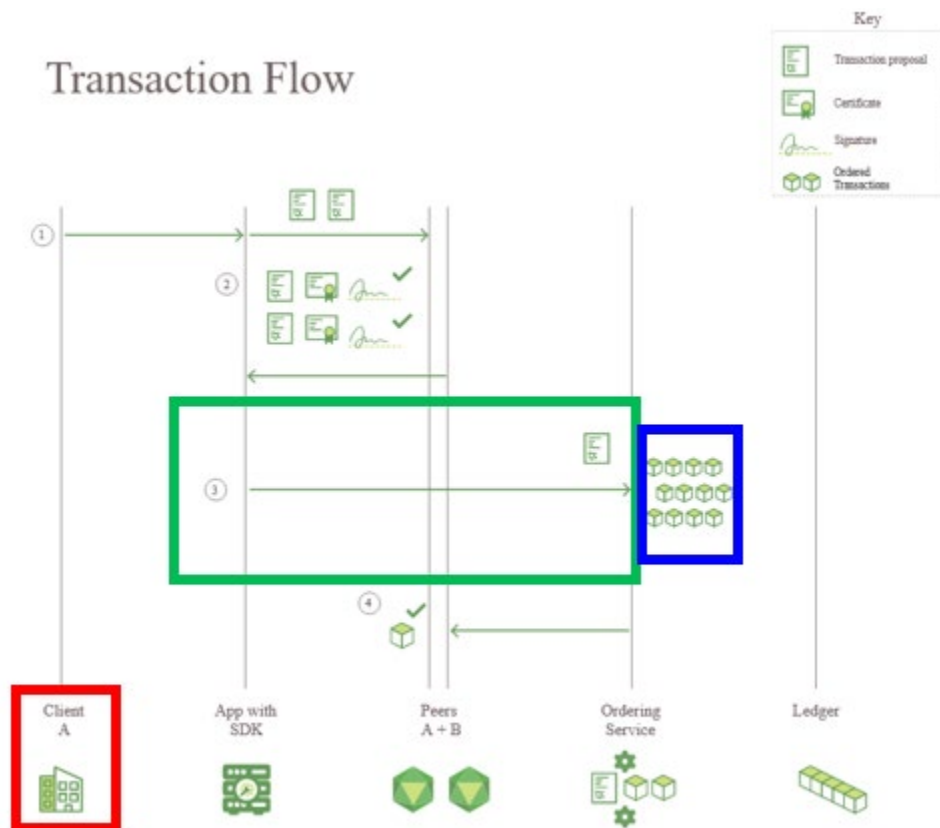 Key
Transaction Flow
Transaction proposal
Certificate
Signature
Ordered
Transactions
1
2
3
4
Client
A
App with
SDK
Peers
A + B
Ordering
Service
Ledger